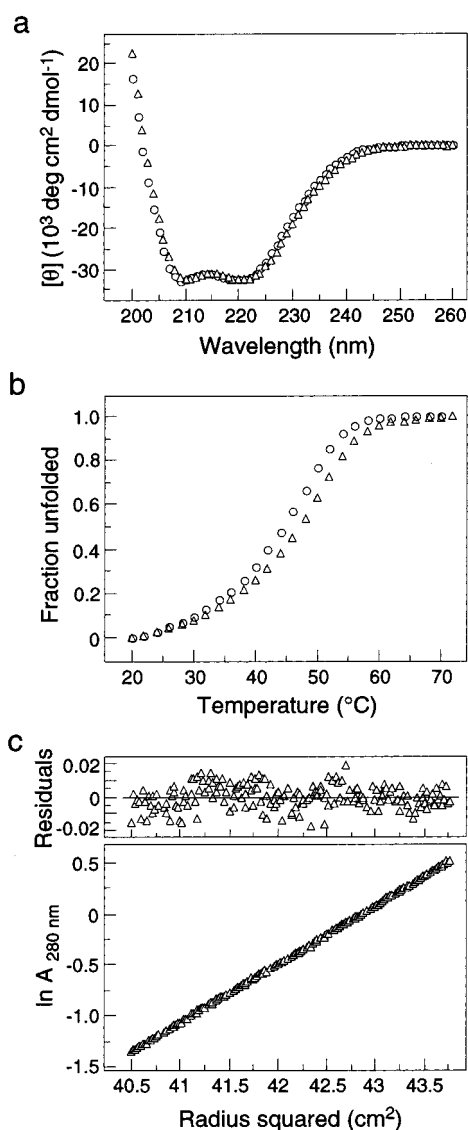 a
20
10
0
-10
-20
-30
[θ] (10³ deg cm² dmol⁻¹)
200 210 220 230 240 250 260
Wavelength (nm)
b
1.0
0.8
0.6
0.4
0.2
0
Fraction unfolded
20 30 40 50 60 70
Temperature (°C)
c
0.02
0
-0.02
Residuals
0.5
0
-0.5
-1.0
-1.5
ln A 280 nm
40.5 41 41.5 42 42.5 43 43.5
Radius squared (cm²)